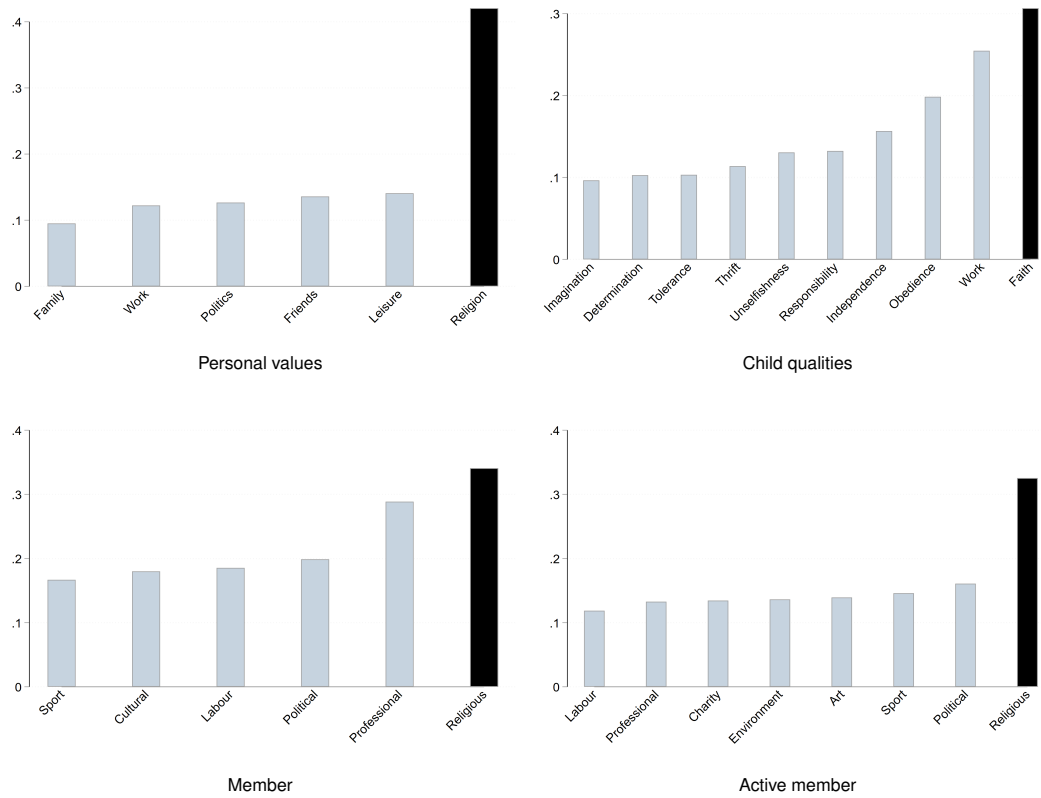 .4
.3
.2
.1
0
Family
Work
Politics
Friends
Leisure
Religion
Personal values
.3
.2
.1
0
Imagination
Determination
Tolerance
Thrift
Unselfishness
Responsibility
Independence
Obedience
Work
Faith
Child qualities
.4
.3
.2
.1
0
Sport
Cultural
Labour
Political
Professional
Religious
Member
.4
.3
.2
.1
0
Labour
Professional
Charity
Environment
Art
Sport
Political
Religious
Active member